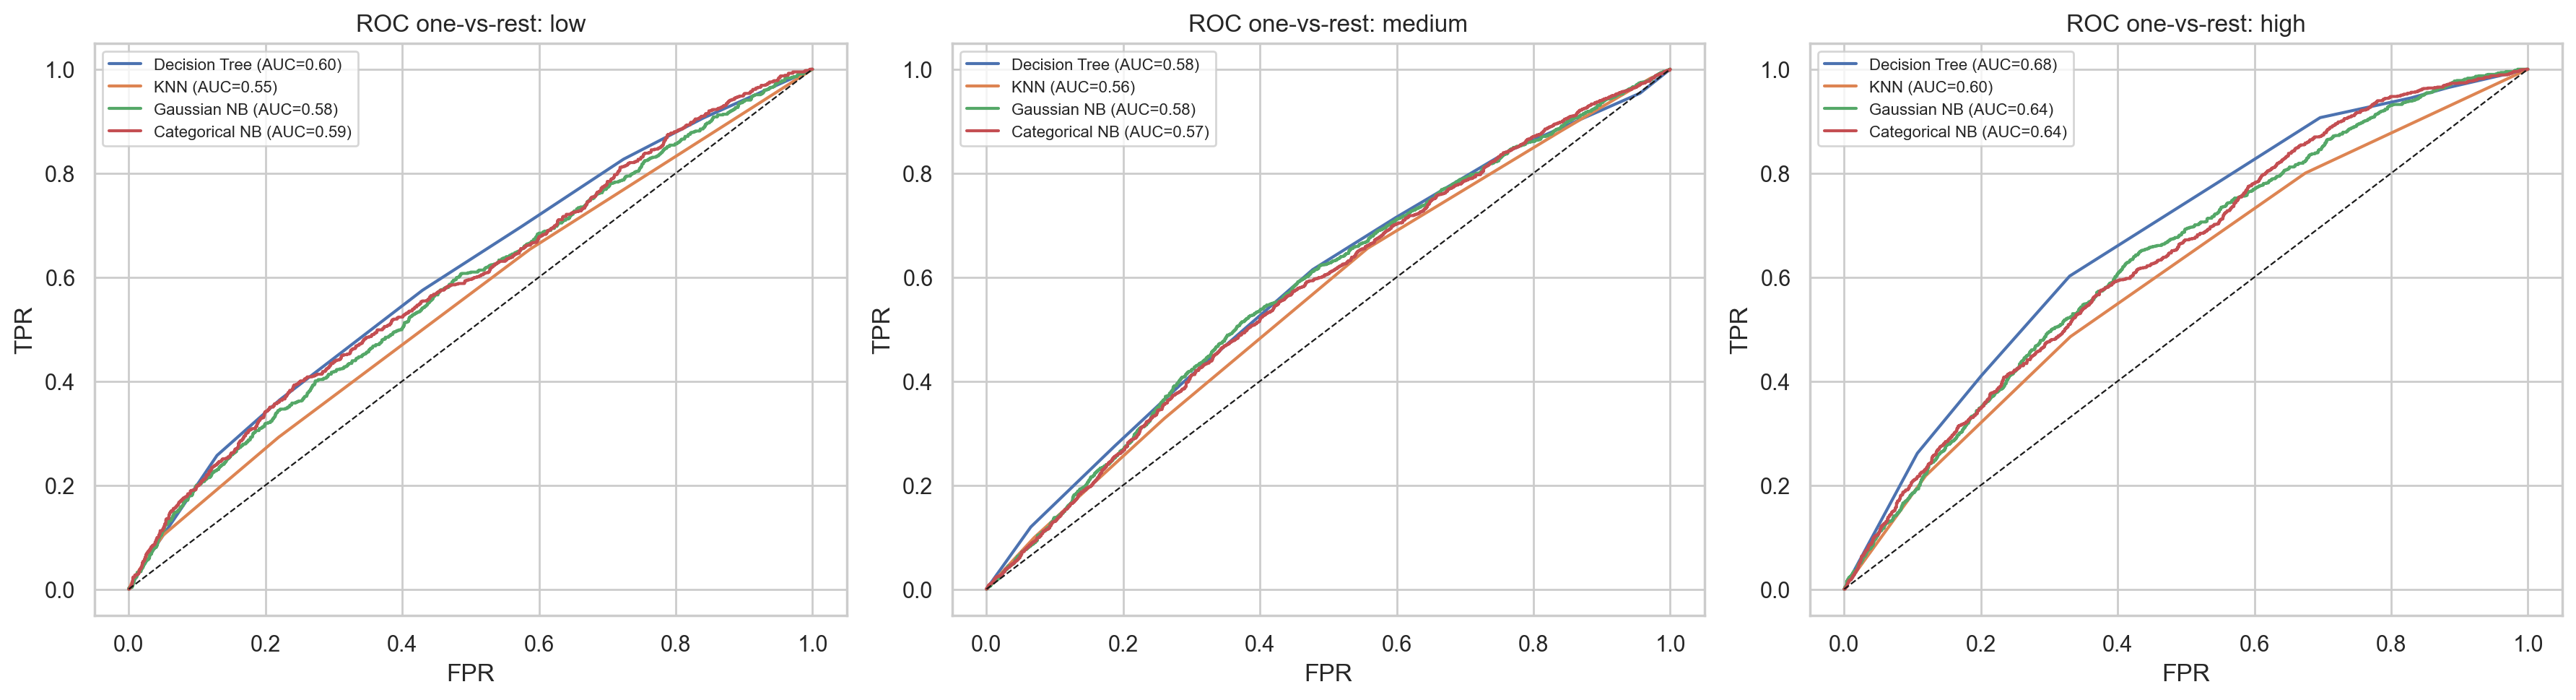 ROC one-vs-rest: low
Decision Tree (AUC=0.60)
KNN (AUC=0.55)
Gaussian NB (AUC=0.58)
Categorical NB (AUC=0.59)
1.0
0.8
0.6
0.4
0.2
0.0
TPR
0.0 0.2 0.4 0.6 0.8 1.0
FPR
ROC one-vs-rest: medium
Decision Tree (AUC=0.58)
KNN (AUC=0.56)
Gaussian NB (AUC=0.58)
Categorical NB (AUC=0.57)
1.0
0.8
0.6
0.4
0.2
0.0
TPR
0.0 0.2 0.4 0.6 0.8 1.0
FPR
ROC one-vs-rest: high
Decision Tree (AUC=0.68)
KNN (AUC=0.60)
Gaussian NB (AUC=0.64)
Categorical NB (AUC=0.64)
1.0
0.8
0.6
0.4
0.2
0.0
TPR
0.0 0.2 0.4 0.6 0.8 1.0
FPR